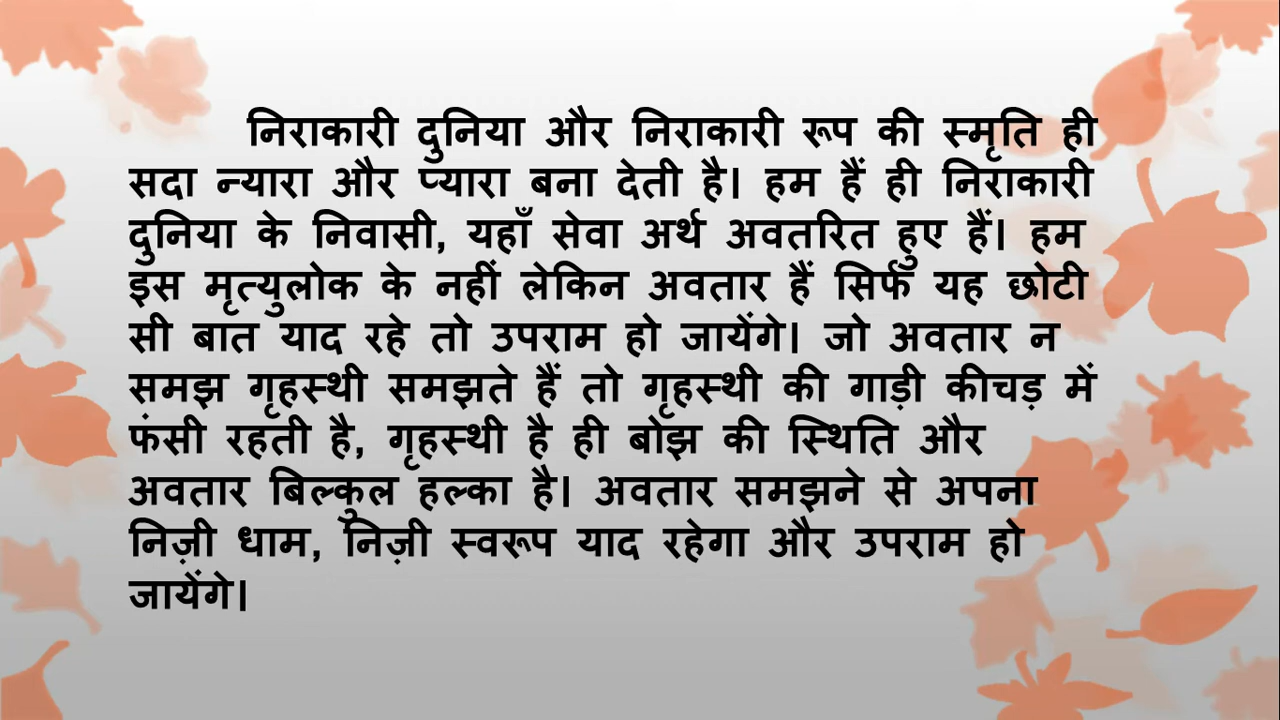 निराकारी दुनिया और निराकारी रूप की स्मृति ही
सदा न्यारा और प्यारा बना देती है। हम हैं ही निराकारी
दुनिया के निवासी, यहाँ सेवा अर्थ अवतरित हुए हैं। हम
इस मृत्युलोक के नहीं लेकिन अवतार हैं सिर्फ यह छोटी
सी बात याद रहे तो उपराम हो जायेंगे। जो अवतार न
समझ गृहस्थी समझते हैं तो गृहस्थी की गाड़ी कीचड़ में
फंसी रहती है, गृहस्थी है ही बोझ की स्थिति और
अवतार बिल्कुल हल्का है। अवतार समझने से अपना
निज़ी धाम, निज़ी स्वरूप याद रहेगा और उपराम हो
जायेंगे।